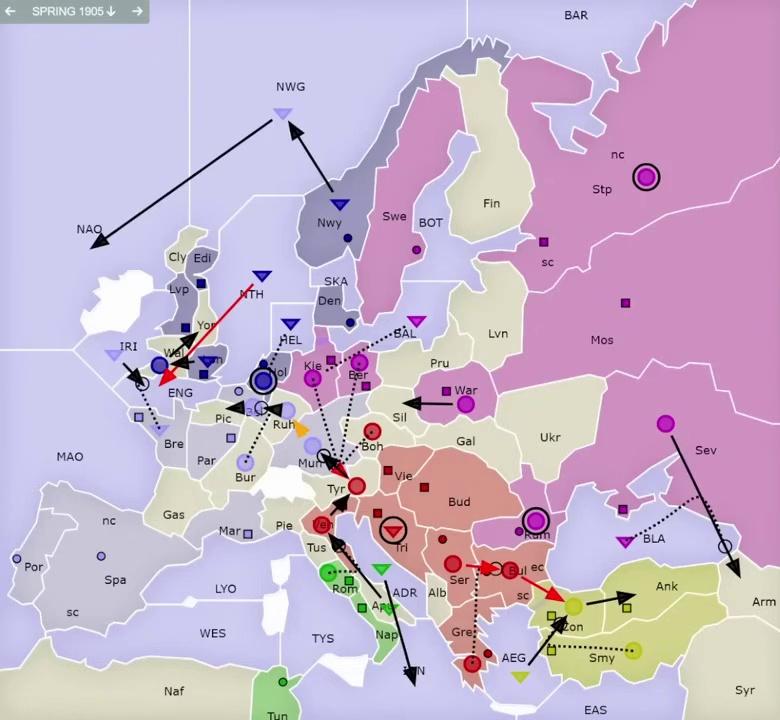 ← SPRING 1905↓ →
BAR
NWG
nc
Stp
NAO
Nwy
Swe
BOT
Fin
Cly Edi
sc
SKA
Lvp
NTH
Den
Mos
Yor
HEL
BAL
Lvn
IRI
Wal
Hol
Kie
Ber
Pru
ENG
War
Pic
Sil
Ruh
Bre
Gal
Ukr
MAO
Par
Mun
Boh
Sev
Bur
Vie
Tyr
Bud
nc
Gas
Ven
Mar
Pie
Tri
Rum
BLA
Tus
Por
Spa
Ser
Bul ec
Ank
LYO
Rom
ADR
Alb
sc
Arm
Con
sc
Nap
WES
TYS
Gre
AEG
Smy
Naf
Syr
Tun
EAS